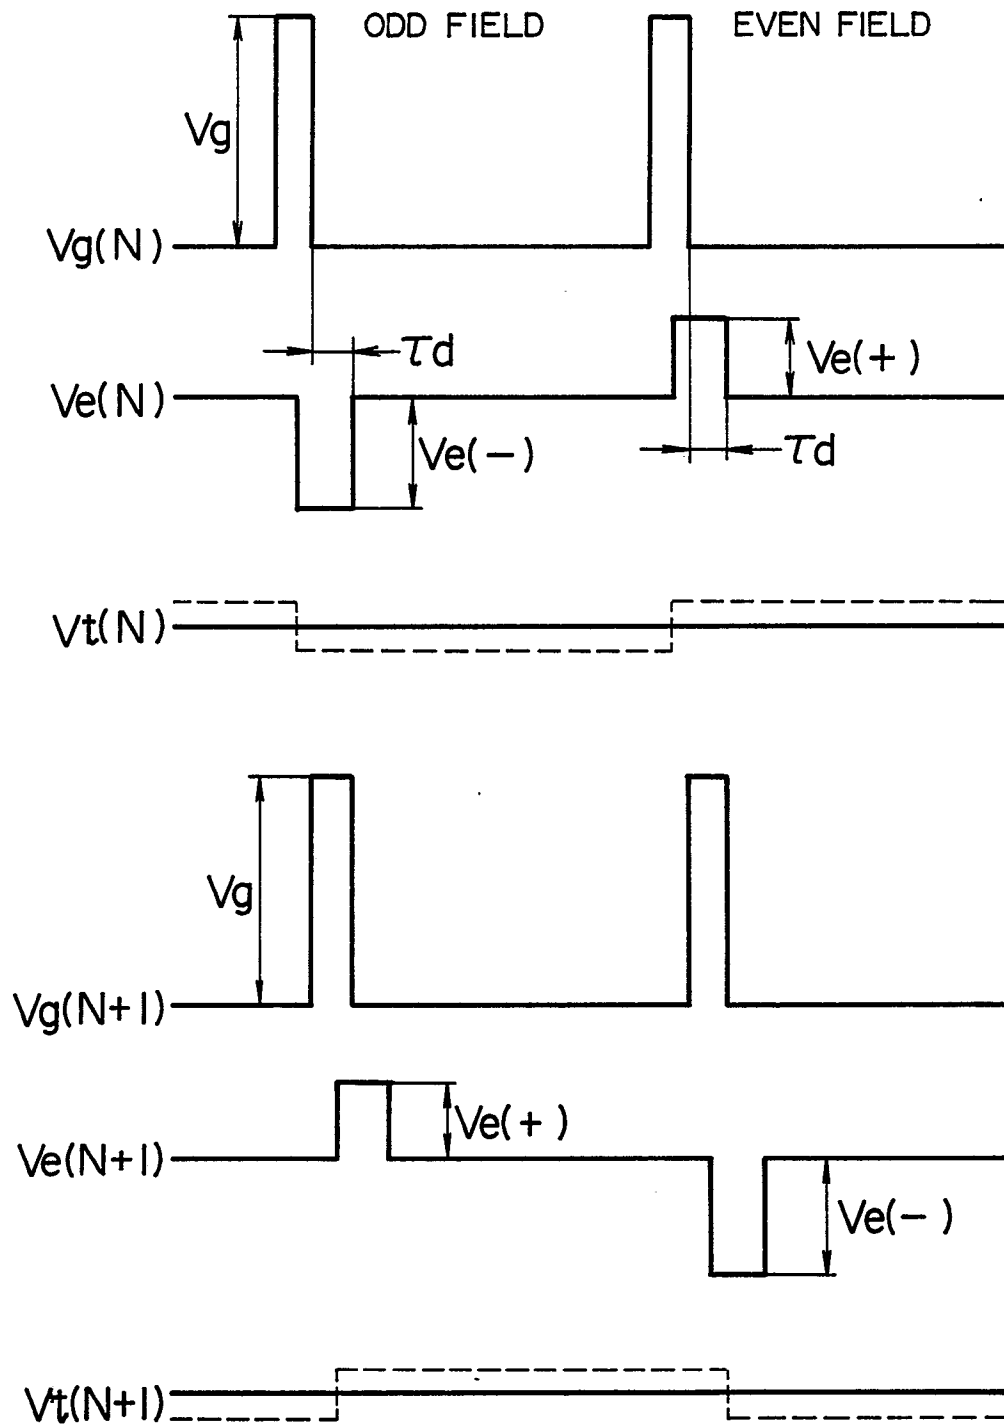 ODD FIELD EVEN FIELD
Vg
Vg(N)
τd
Ve(+)
Ve(N)
Ve(−)
τd
Vt(N)
Vg
Vg(N+1)
Ve(+)
Ve(N+1)
Ve(−)
Vt(N+1)